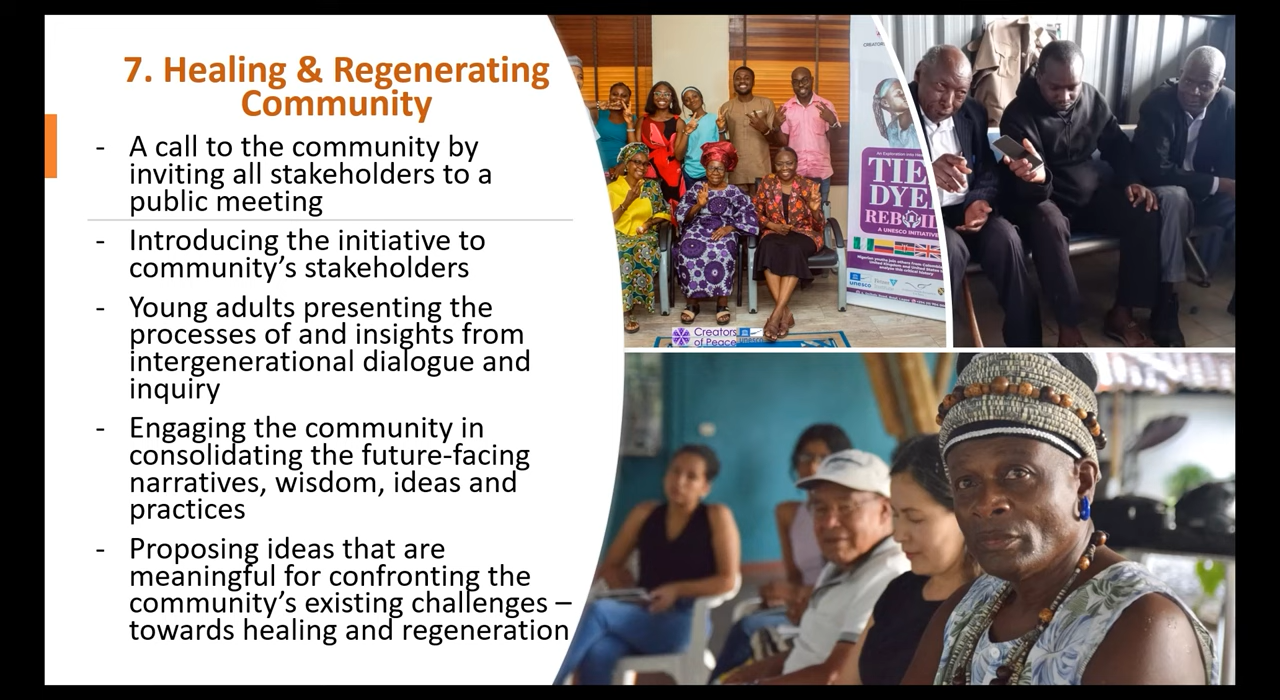 7. Healing & Regenerating
Community
- A call to the community by
inviting all stakeholders to a
public meeting
- Introducing the initiative to
community's stakeholders
- Young adults presenting the
processes of and insights from
intergenerational dialogue and
inquiry
- Engaging the community in
consolidating the future-facing
narratives, wisdom, ideas and
practices
- Proposing ideas that are
meaningful for confronting the
community's existing challenges –
towards healing and regeneration
TIE
DYE
REB
A UNESCO INITIATIVE
unesco
Creators
of Peace
unesco